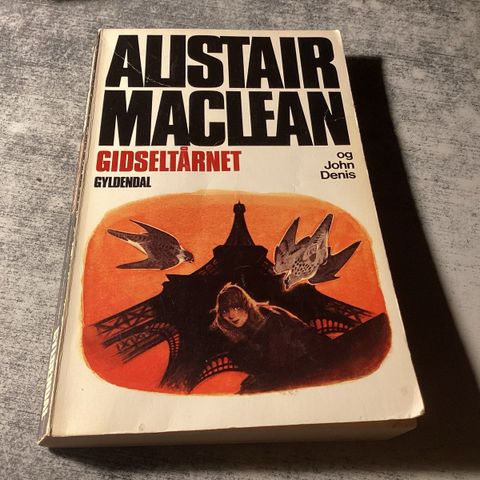 ALISTAIR
MACLEAN
GIDSELTÅRNET
og
John
Denis
GYLDENDAL